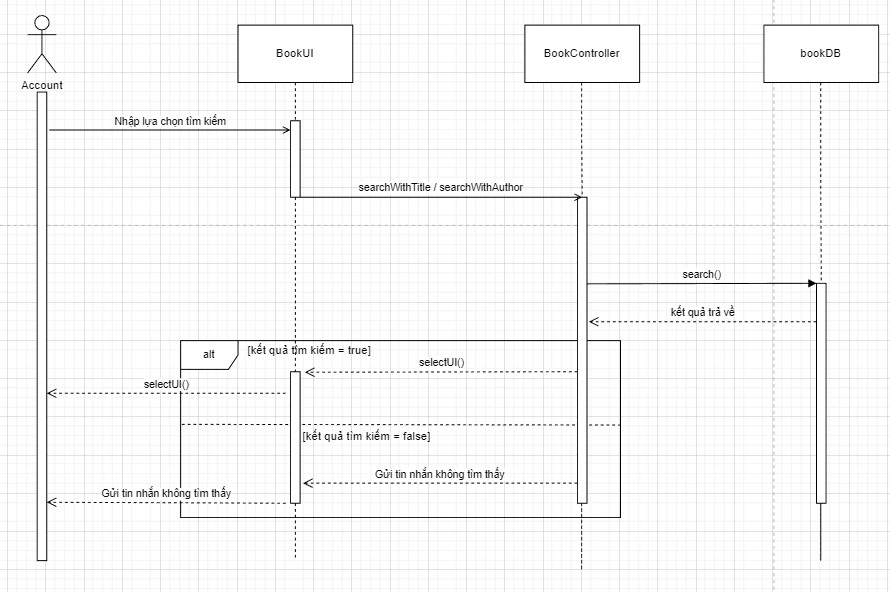 Account
BookUI
BookController
bookDB
Nhập lựa chọn tìm kiếm
searchWithTitle / searchWithAuthor
search()
kết quả trả về
alt
[kết quả tìm kiếm = true]
selectUI()
selectUI()
[kết quả tìm kiếm = false]
Gửi tin nhắn không tìm thấy
Gửi tin nhắn không tìm thấy